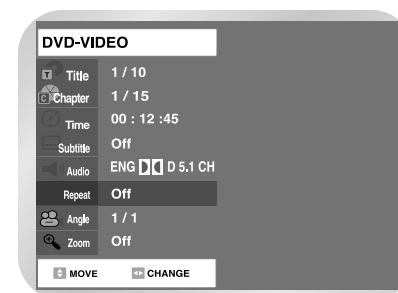 DVD-VIDEO
T Title 1 / 10
C Chapter 1 / 15
Time 00 : 12 :45
Subtitle Off
Audio ENG D 5.1 CH
Repeat Off
Angle 1 / 1
Zoom Off
MOVE CHANGE